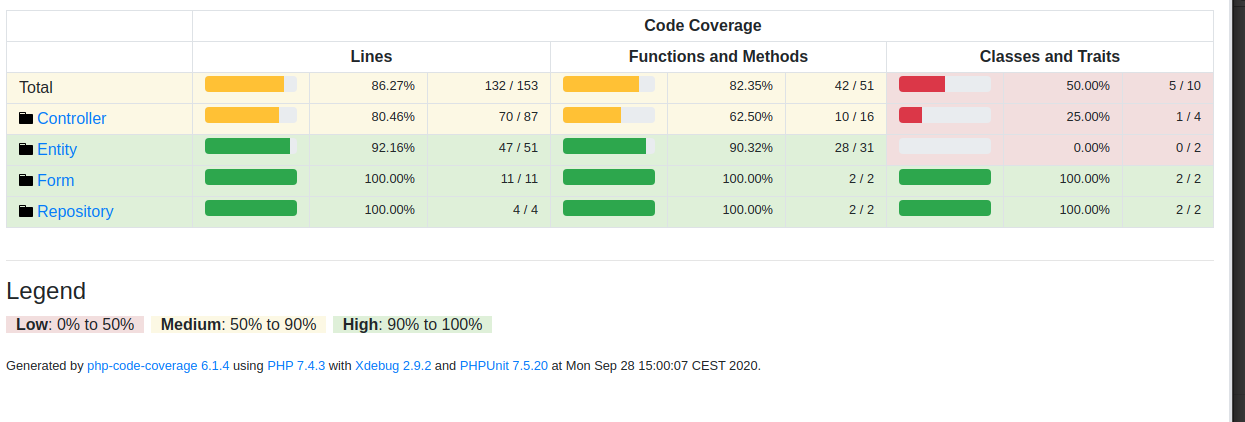 Code Coverage
Lines Functions and Methods Classes and Traits
Total 86.27% 132 / 153 82.35% 42 / 51 50.00% 5 / 10
Controller 80.46% 70 / 87 62.50% 10 / 16 25.00% 1 / 4
Entity 92.16% 47 / 51 90.32% 28 / 31 0.00% 0 / 2
Form 100.00% 11 / 11 100.00% 2 / 2 100.00% 2 / 2
Repository 100.00% 4 / 4 100.00% 2 / 2 100.00% 2 / 2
Legend
Low: 0% to 50% Medium: 50% to 90% High: 90% to 100%
Generated by php-code-coverage 6.1.4 using PHP 7.4.3 with Xdebug 2.9.2 and PHPUnit 7.5.20 at Mon Sep 28 15:00:07 CEST 2020.